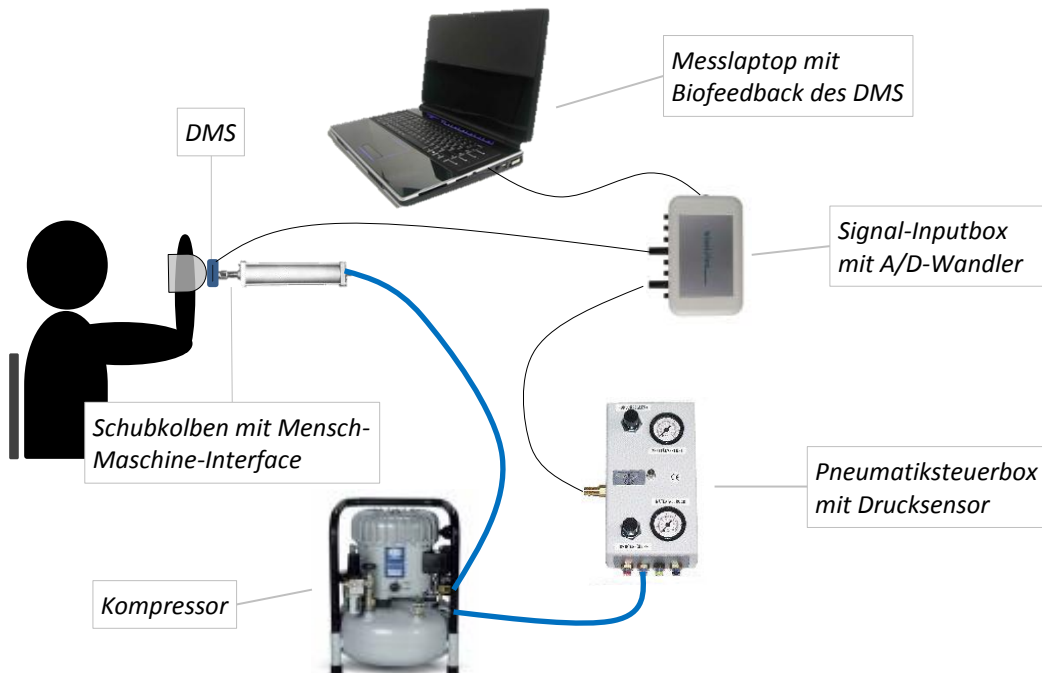 Messlaptop mit
Biofeedback des DMS
DMS
Signal-Inputbox
mit A/D-Wandler
Schubkolben mit Mensch-
Maschine-Interface
Pneumatiksteuerbox
mit Drucksensor
CE
Kompressor